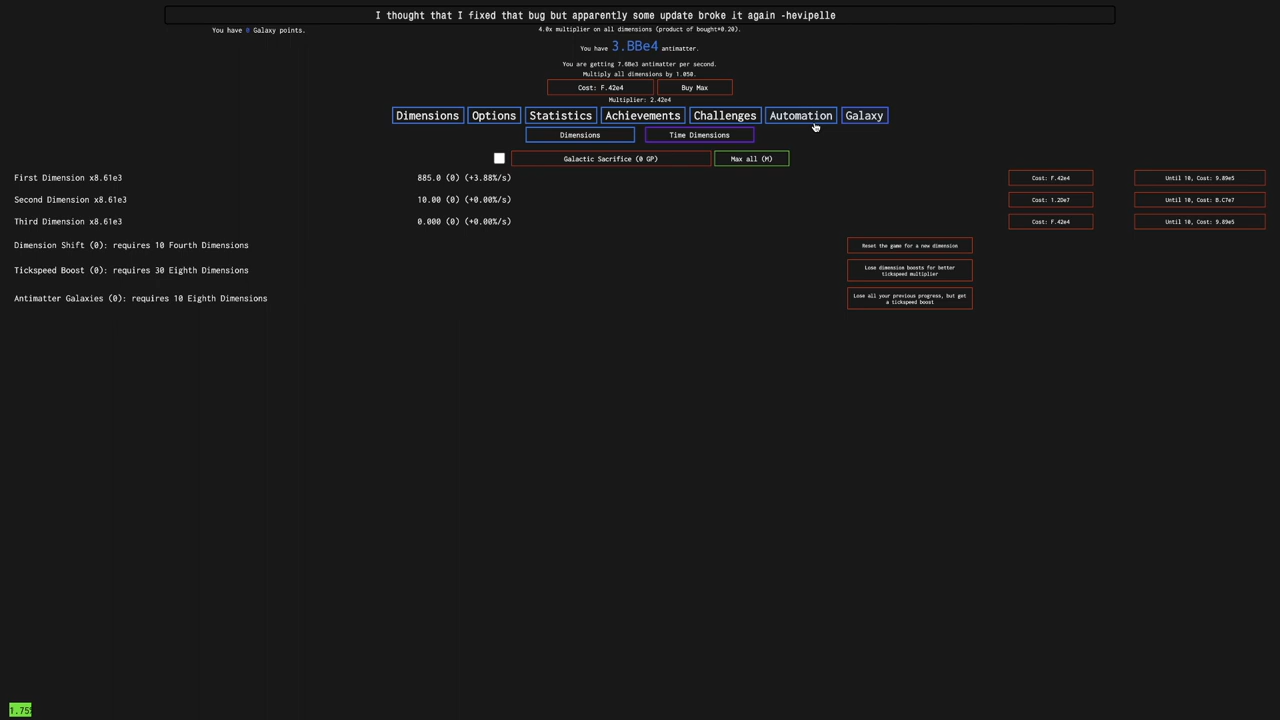 I thought that I fixed that bug but apparently some update broke it again -hevipelle
You have 0 Galaxy points.
4.0x multiplier on all dimensions (product of bought*0.20).
You have 3.BBe4 antimatter.
You are getting 7.6Be3 antimatter per second.
Multiply all dimensions by 1.050.
Cost: F.42e4 Buy Max
Multiplier: 2.42e4
Dimensions Options Statistics Achievements Challenges Automation Galaxy
Dimensions Time Dimensions
Galactic Sacrifice (0 GP) Max all (M)
First Dimension x8.61e3 885.0 (0) (+3.88%/s) Cost: F.42e4 Until 10, Cost: 9.89e5
Second Dimension x8.61e3 10.00 (0) (+0.00%/s) Cost: 1.2De7 Until 10, Cost: B.C7e7
Third Dimension x8.61e3 0.000 (0) (+0.00%/s) Cost: F.42e4 Until 10, Cost: 9.89e5
Dimension Shift (0): requires 10 Fourth Dimensions Reset the game for a new dimension
Tickspeed Boost (0): requires 30 Eighth Dimensions Lose dimension boosts for better
tickspeed multiplier
Antimatter Galaxies (0): requires 10 Eighth Dimensions Lose all your previous progress, but get
a tickspeed boost
1.75